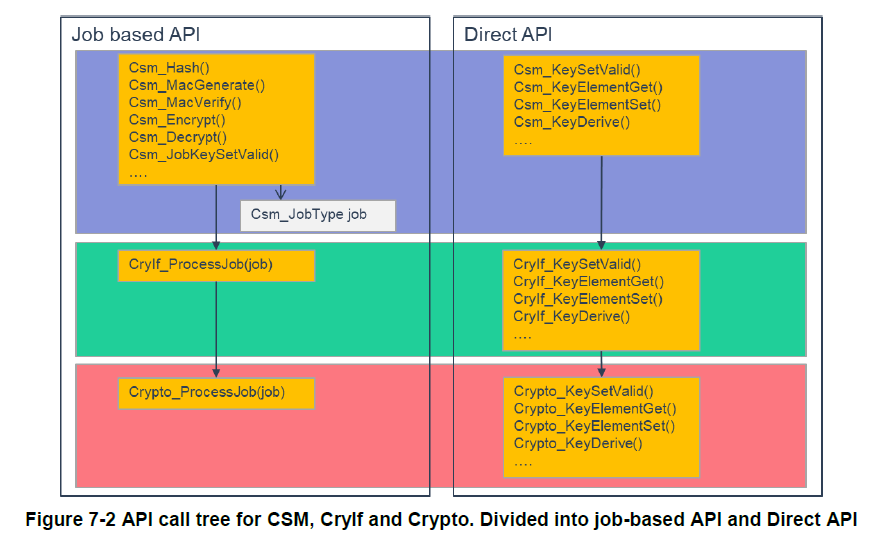 Job based API
Csm_Hash()
Csm_MacGenerate()
Csm_MacVerify()
Csm_Encrypt()
Csm_Decrypt()
Csm_JobKeySetValid()
....
Csm_JobType job
CryIf_ProcessJob(job)
Crypto_ProcessJob(job)
Direct API
Csm_KeySetValid()
Csm_KeyElementGet()
Csm_KeyElementSet()
Csm_KeyDerive()
....
CryIf_KeySetValid()
CryIf_KeyElementGet()
CryIf_KeyElementSet()
CryIf_KeyDerive()
....
Crypto_KeySetValid()
Crypto_KeyElementGet()
Crypto_KeyElementSet()
Crypto_KeyDerive()
....
Figure 7-2 API call tree for CSM, CryIf and Crypto. Divided into job-based API and Direct API